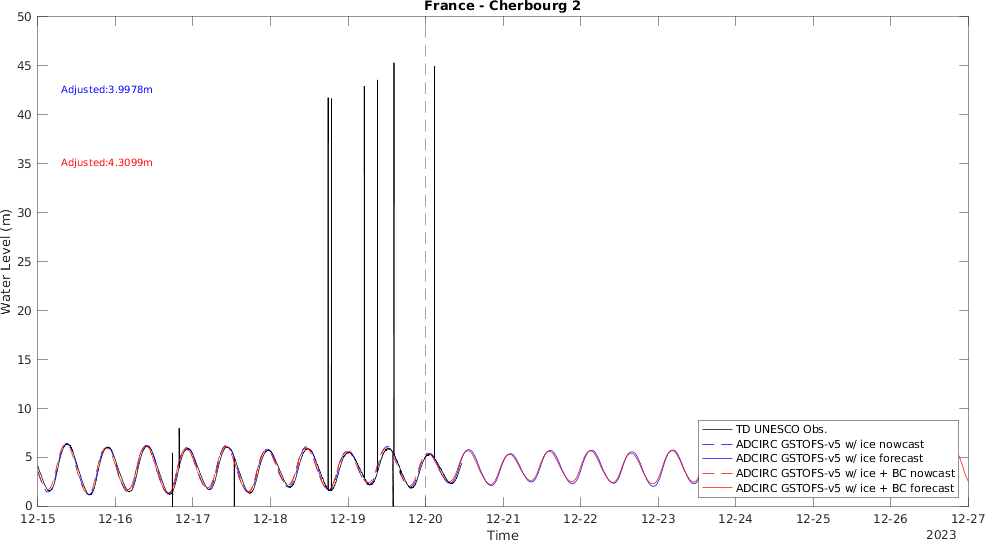 France - Cherbourg 2
50
45
40
35
30
25
20
15
10
5
0
Water Level (m)
Adjusted:3.9978m
Adjusted:4.3099m
TD UNESCO Obs.
ADCIRC GSTOFS-v5 w/ ice nowcast
ADCIRC GSTOFS-v5 w/ ice forecast
ADCIRC GSTOFS-v5 w/ ice + BC nowcast
ADCIRC GSTOFS-v5 w/ ice + BC forecast
12-15 12-16 12-17 12-18 12-19 12-20 12-21 12-22 12-23 12-24 12-25 12-26 12-27
Time
2023